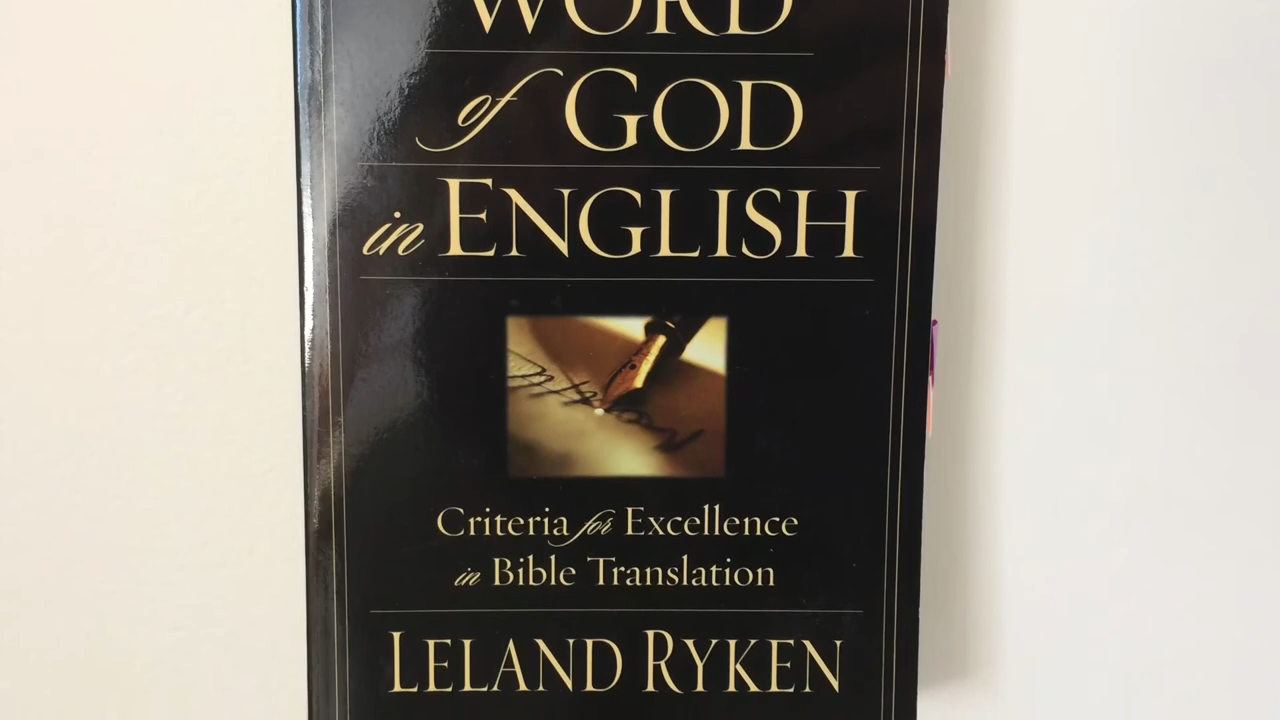 WORD
of GOD
in ENGLISH
Criteria for Excellence
in Bible Translation
LELAND RYKEN